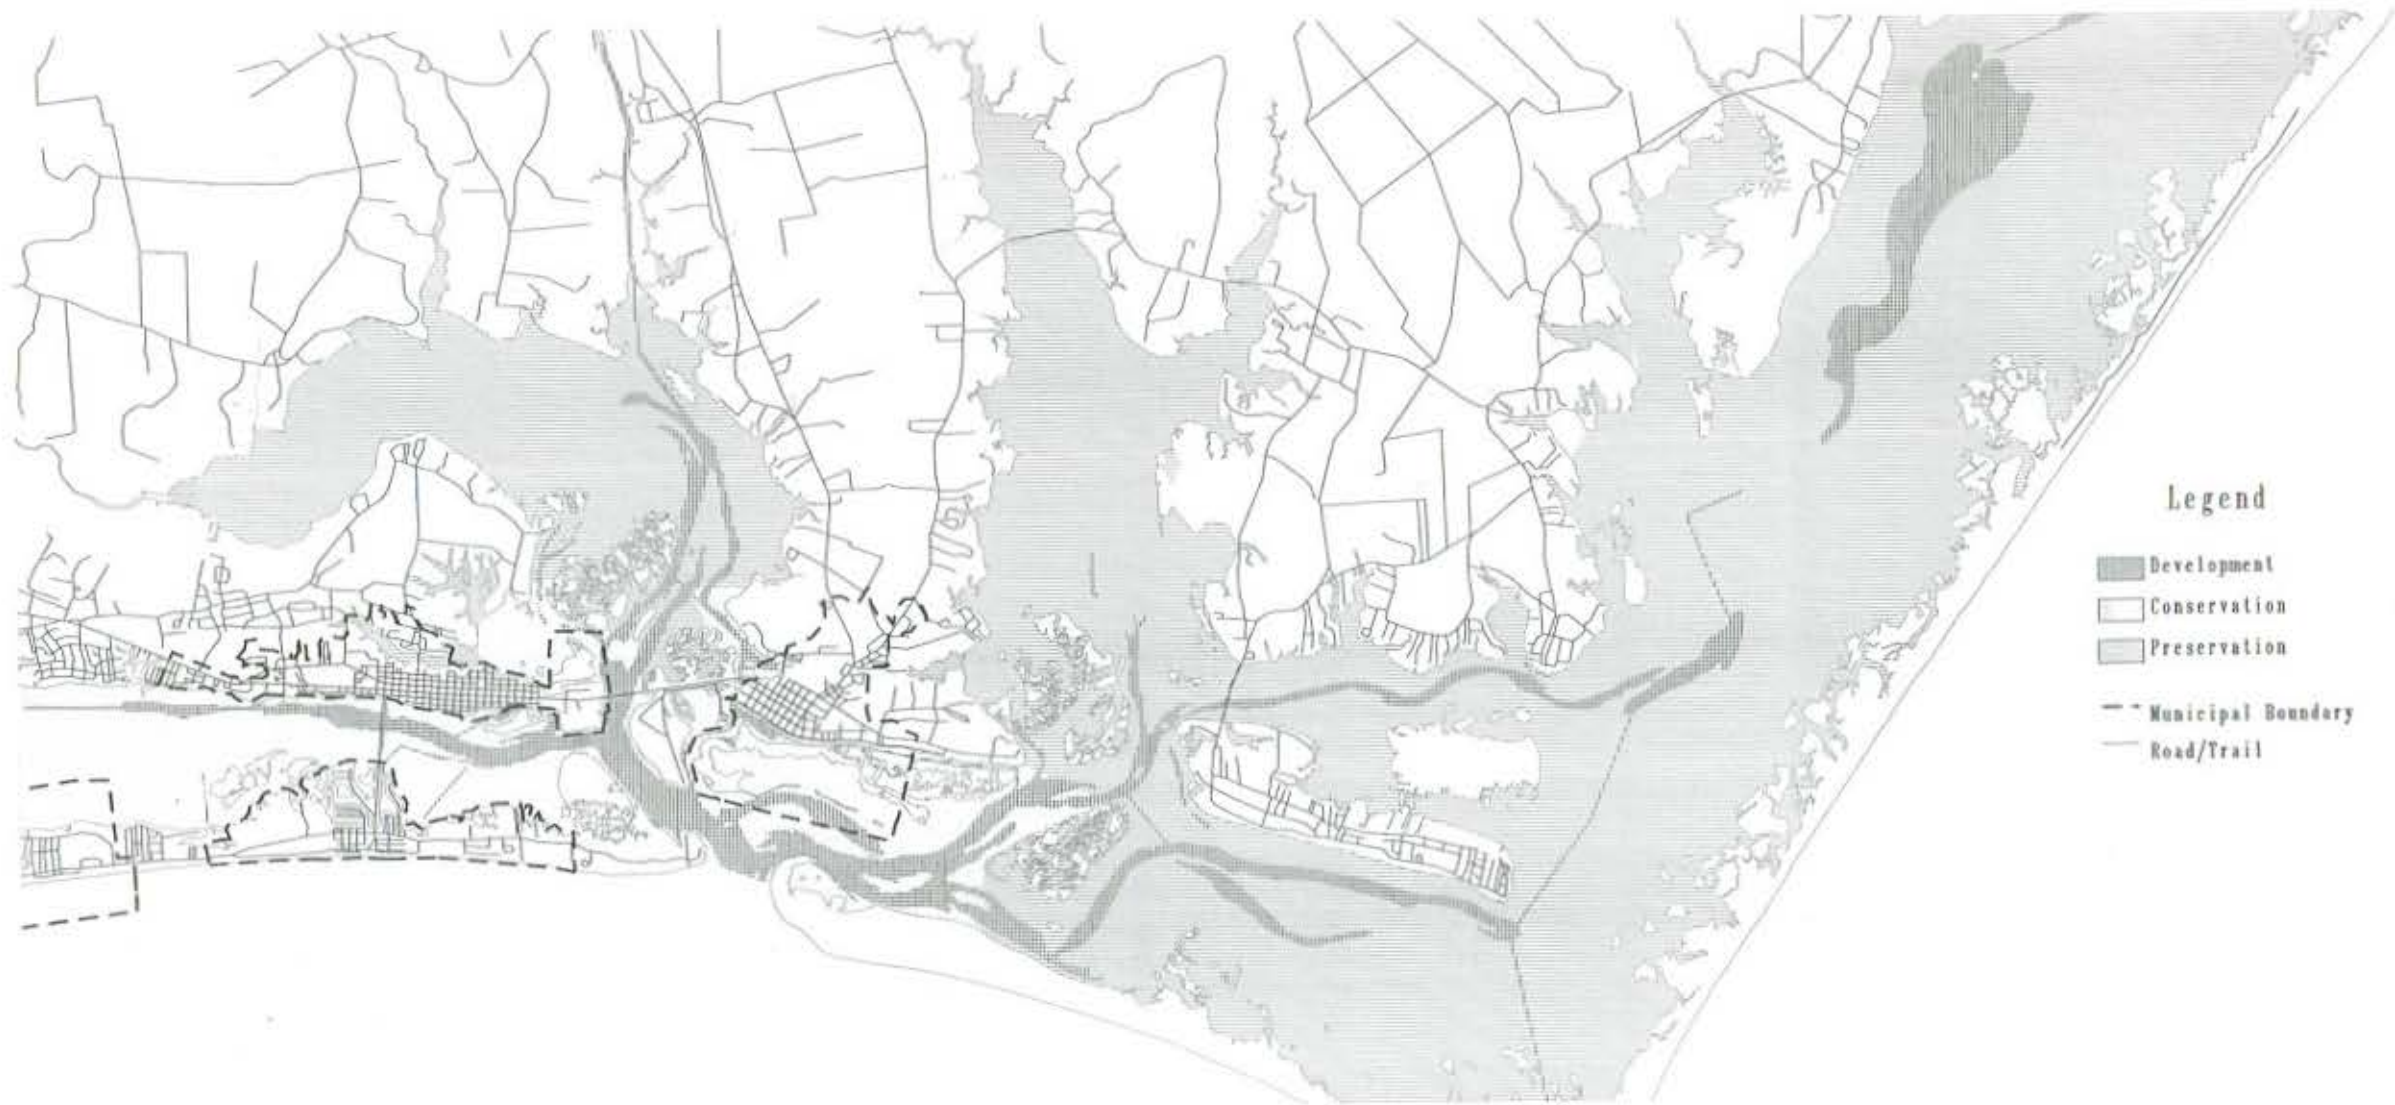 Legend
Development
Conservation
Preservation
Municipal Boundary
Road/Trail